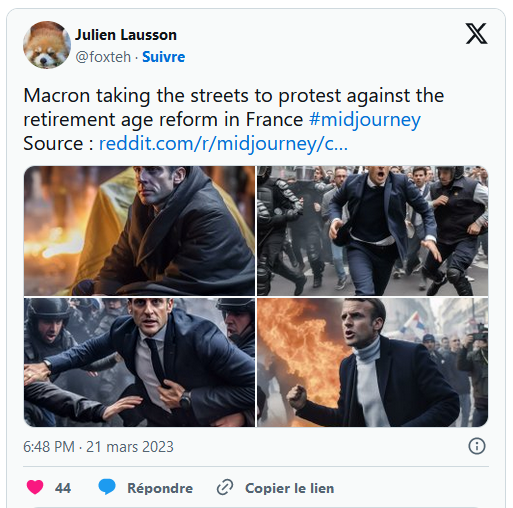 Julien Lausson
@foxteh · Suivre
Macron taking the streets to protest against the
retirement age reform in France #midjourney
Source : reddit.com/r/midjourney/c…
6:48 PM · 21 mars 2023
44 Répondre Copier le lien